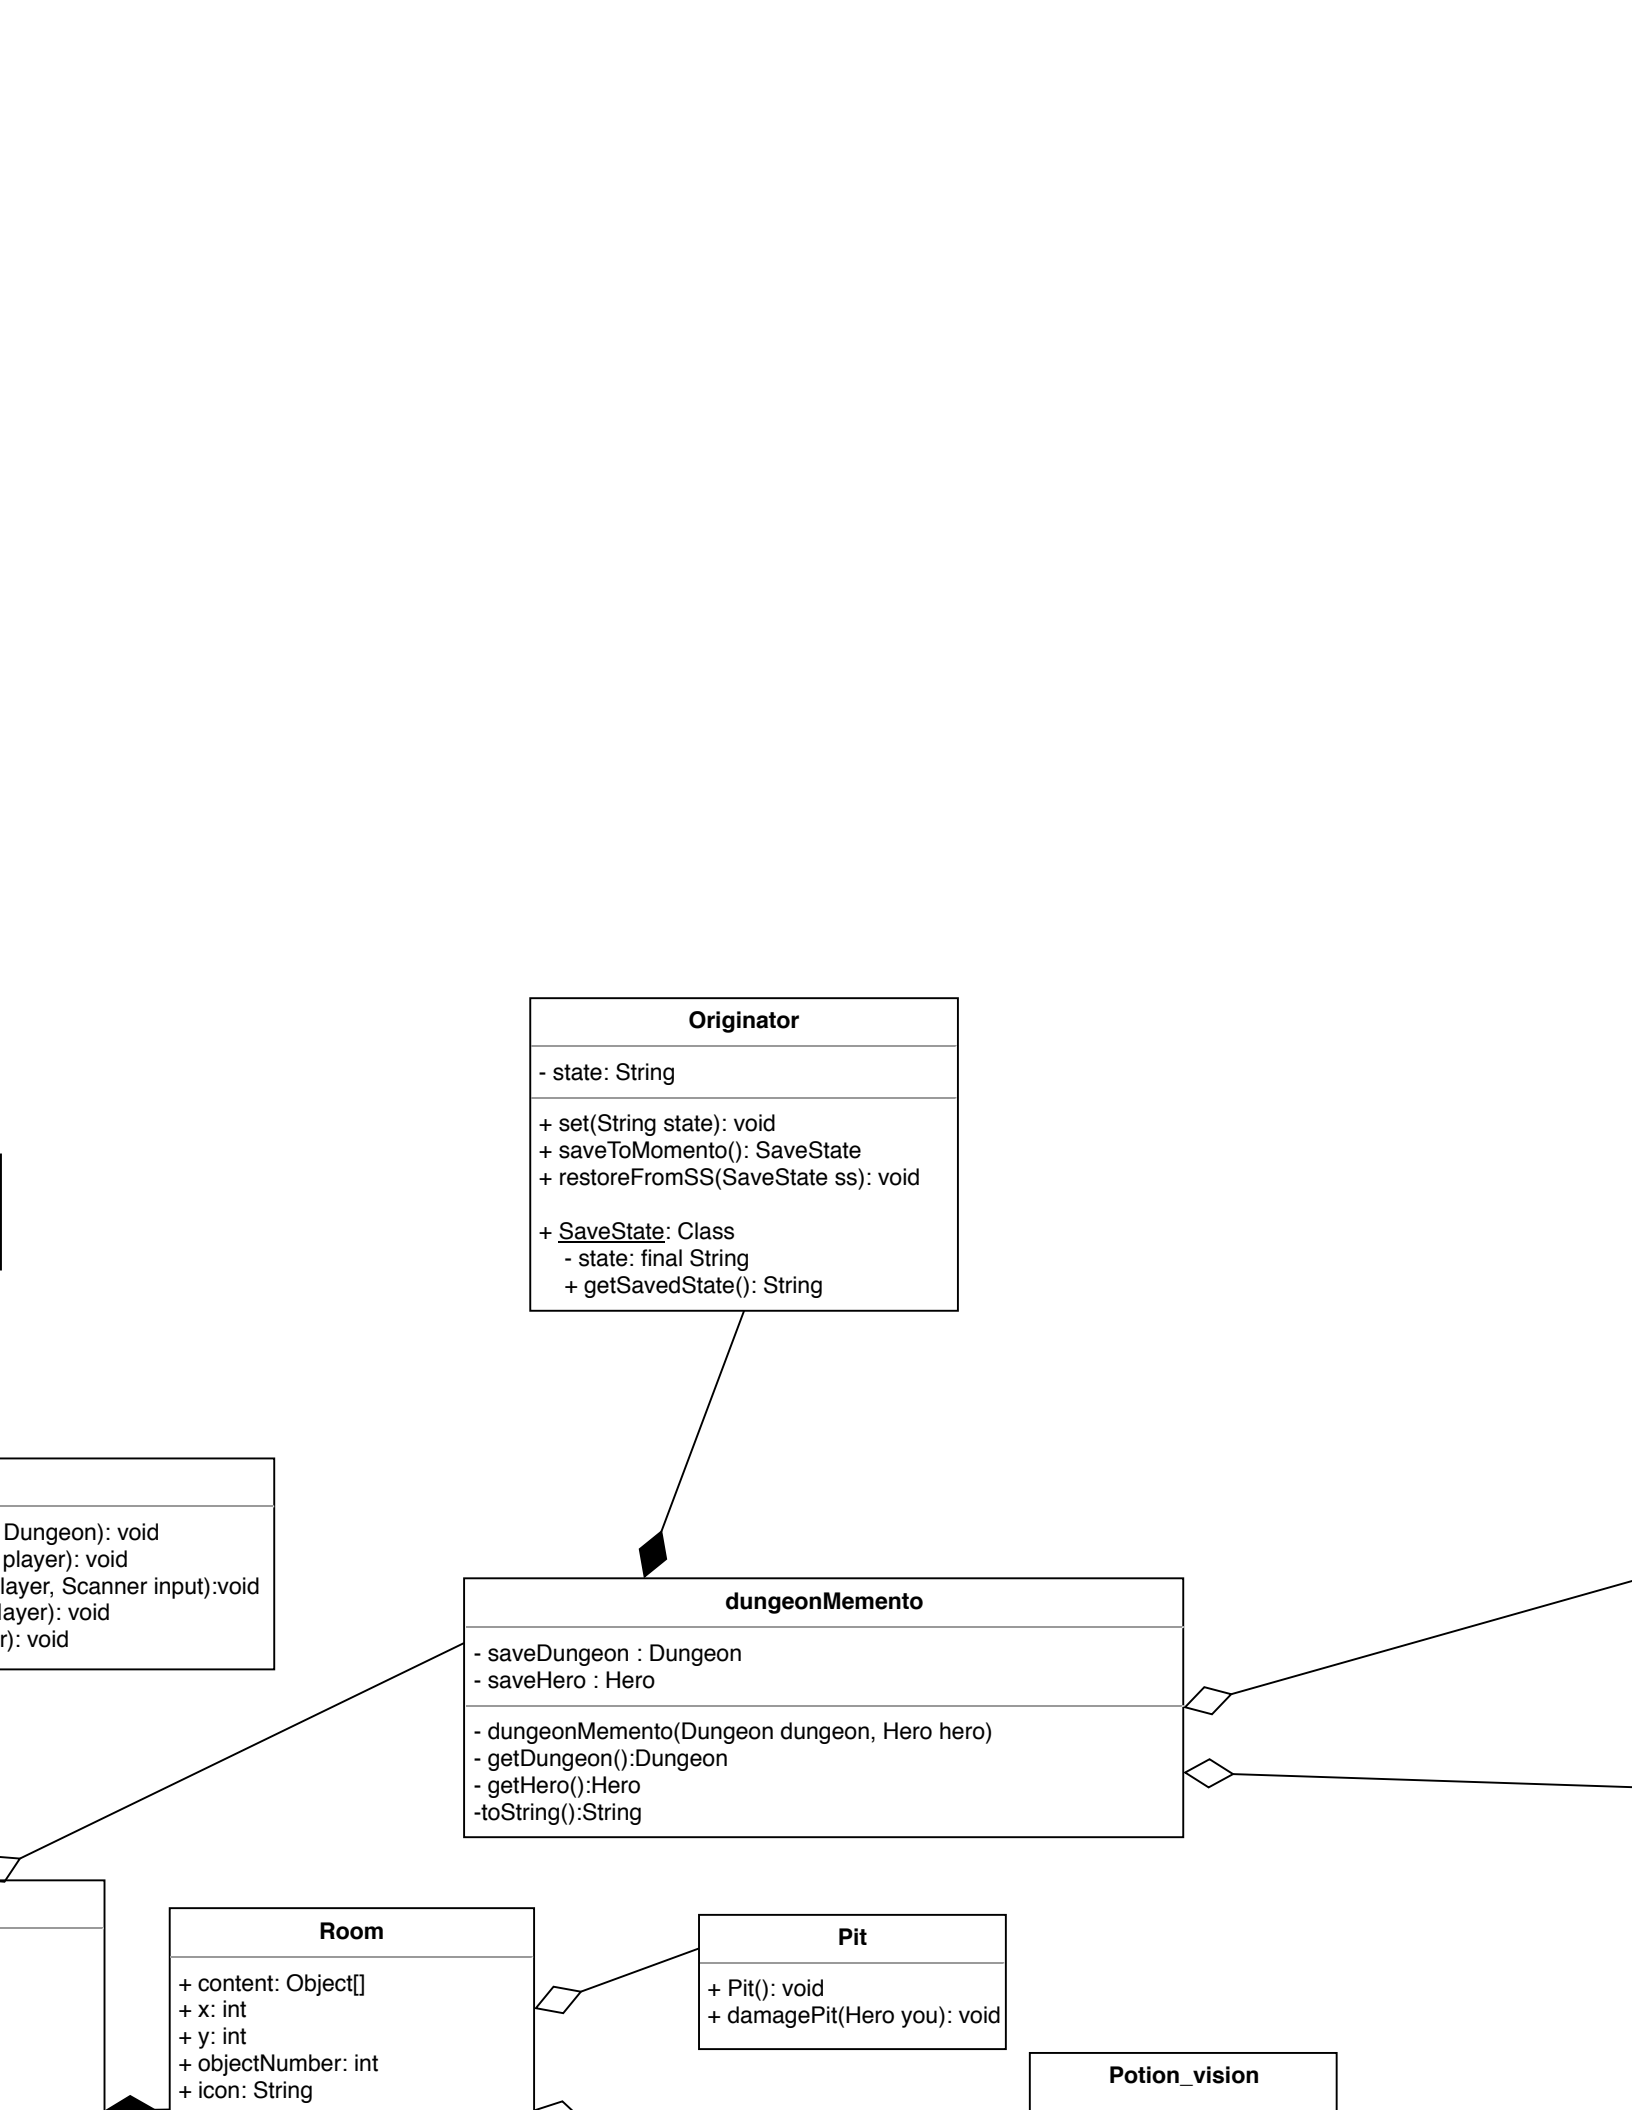 Originator
- state: String
+ set(String state): void
+ saveToMomento(): SaveState
+ restoreFromSS(SaveState ss): void
+ SaveState: Class
- state: final String
+ getSavedState(): String
Dungeon): void
player): void
layer, Scanner input):void
layer): void
r): void
dungeonMemento
- saveDungeon : Dungeon
- saveHero : Hero
- dungeonMemento(Dungeon dungeon, Hero hero)
- getDungeon():Dungeon
- getHero():Hero
-toString():String
Room
+ content: Object[]
+ x: int
+ y: int
+ objectNumber: int
+ icon: String
Pit
+ Pit(): void
+ damagePit(Hero you): void
Potion_vision